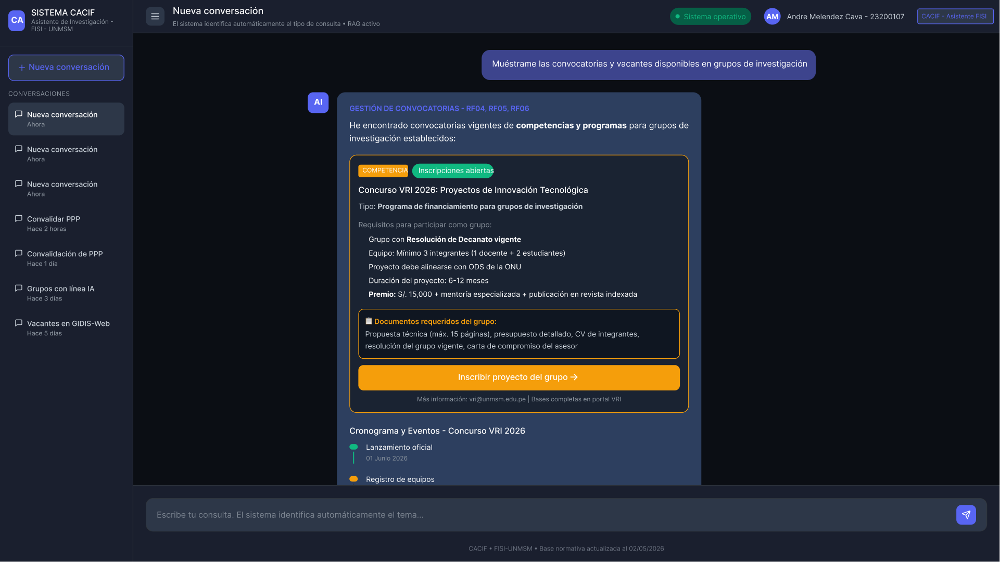 CA
SISTEMA CACIF
Asistente de Investigación -
FISI - UNMSM
+ Nueva conversación
CONVERSACIONES
Nueva conversación
Ahora
Nueva conversación
Ahora
Nueva conversación
Ahora
Convalidar PPP
Hace 2 horas
Convalidación de PPP
Hace 1 día
Grupos con línea IA
Hace 3 días
Vacantes en GIDIS-Web
Hace 5 días
Nueva conversación
El sistema identifica automáticamente el tipo de consulta • RAG activo
Sistema operativo
AM
Andre Melendez Cava - 23200107
CACIF - Asistente FISI
Muéstrame las convocatorias y vacantes disponibles en grupos de investigación
AI
GESTIÓN DE CONVOCATORIAS - RF04, RF05, RF06
He encontrado convocatorias vigentes de competencias y programas para grupos de
investigación establecidos:
COMPETENCIA
Inscripciones abiertas
Concurso VRI 2026: Proyectos de Innovación Tecnológica
Tipo: Programa de financiamiento para grupos de investigación
Requisitos para participar como grupo:
Grupo con Resolución de Decanato vigente
Equipo: Mínimo 3 integrantes (1 docente + 2 estudiantes)
Proyecto debe alinearse con ODS de la ONU
Duración del proyecto: 6-12 meses
Premio: S/. 15,000 + mentoría especializada + publicación en revista indexada
📋 Documentos requeridos del grupo:
Propuesta técnica (máx. 15 páginas), presupuesto detallado, CV de integrantes,
resolución del grupo vigente, carta de compromiso del asesor
Inscribir proyecto del grupo →
Más información: vri@unmsm.edu.pe | Bases completas en portal VRI
Cronograma y Eventos - Concurso VRI 2026
Lanzamiento oficial
01 Junio 2026
Registro de equipos
Escribe tu consulta. El sistema identifica automáticamente el tema...
CACIF • FISI-UNMSM • Base normativa actualizada al 02/05/2026